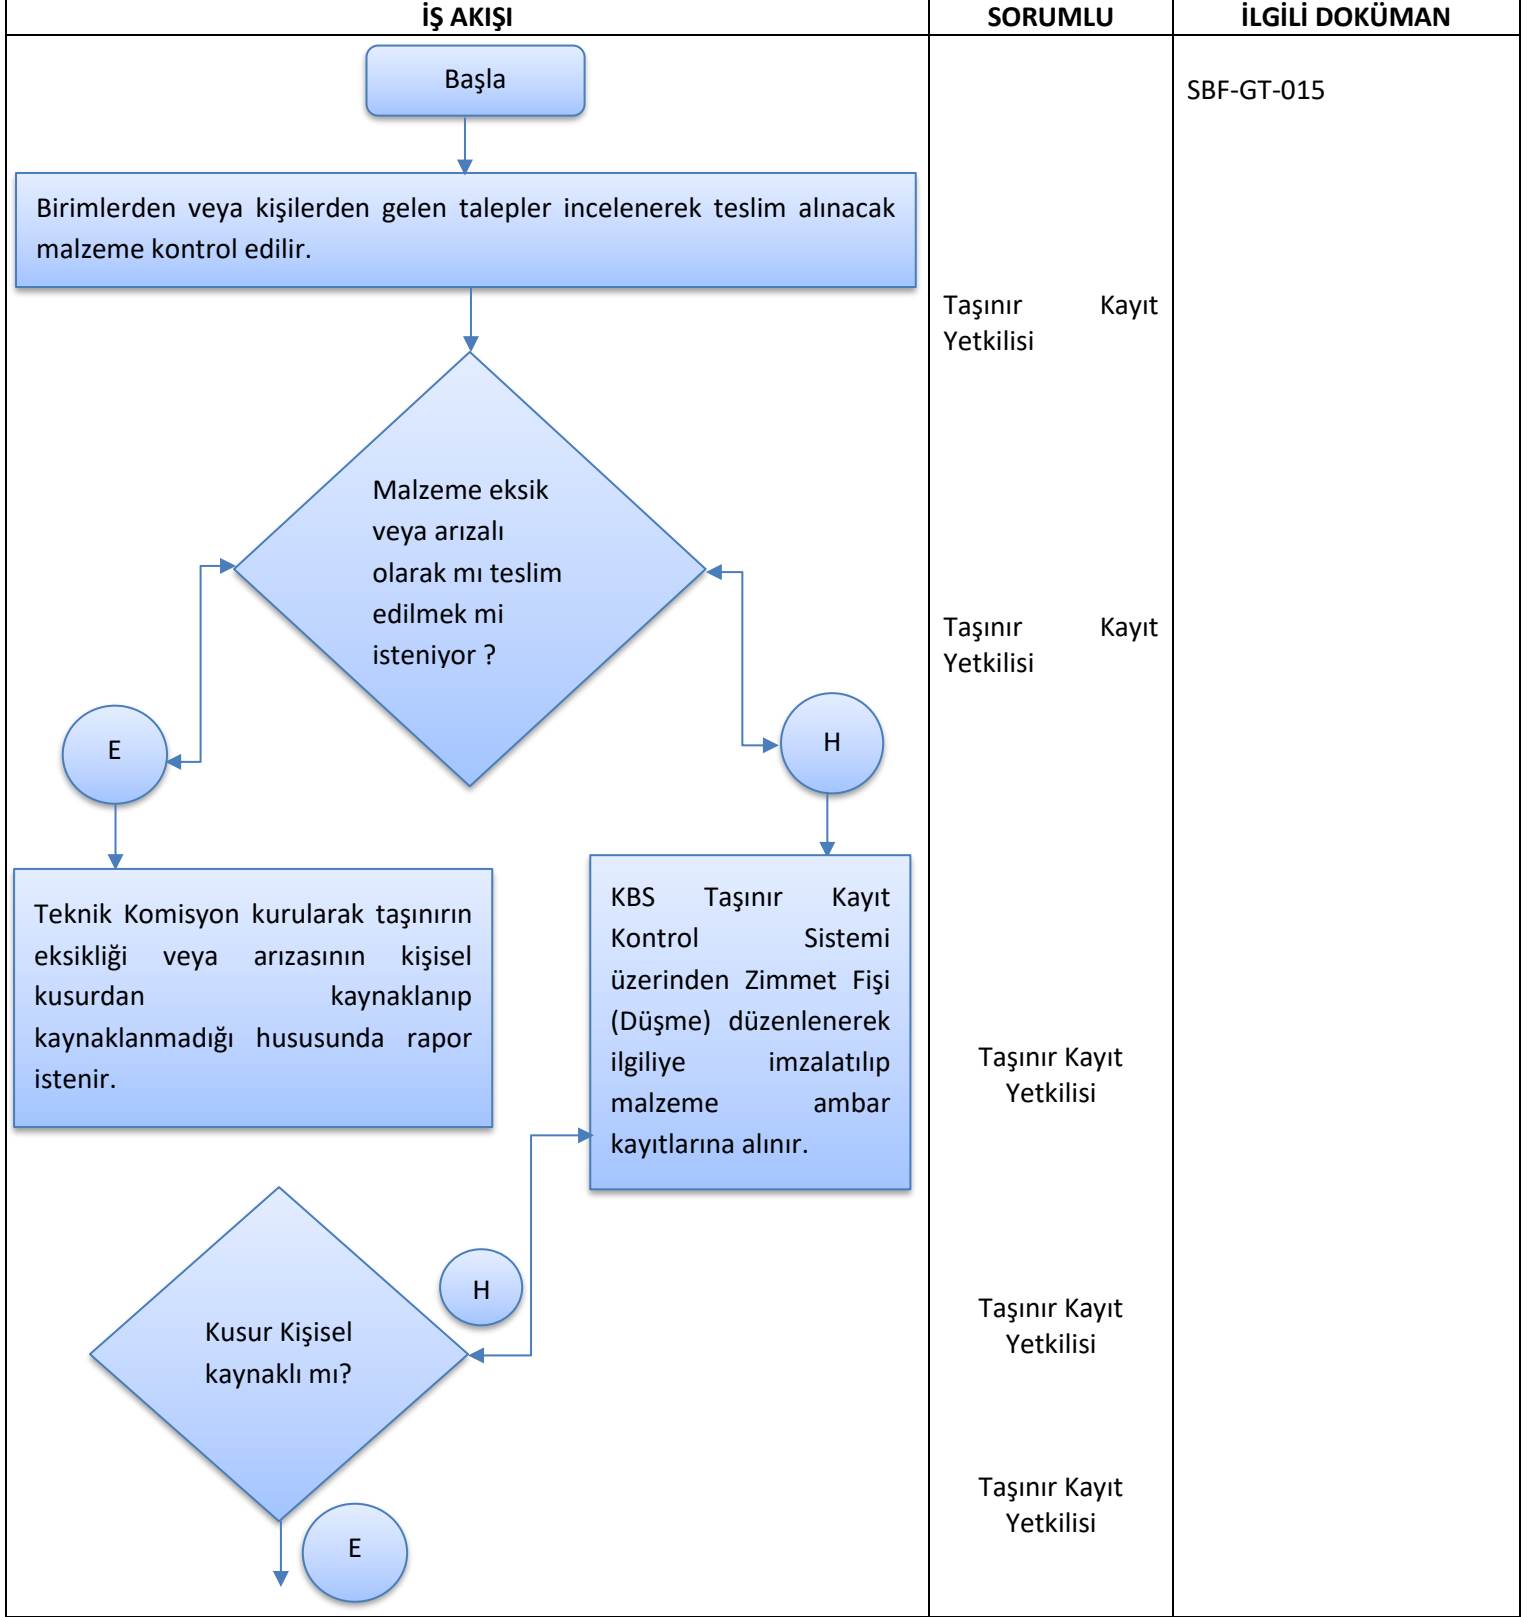 İŞ AKIŞI
SORUMLU
İLGİLİ DOKÜMAN
Başla
SBF-GT-015
Birimlerden veya kişilerden gelen talepler incelenerek teslim alınacak
malzeme kontrol edilir.
Taşınır Kayıt
Yetkilisi
Malzeme eksik
veya arızalı
olarak mı teslim
edilmek mi
isteniyor ?
Taşınır Kayıt
Yetkilisi
E
H
Teknik Komisyon kurularak taşınırın
eksikliği veya arızasının kişisel
kusurdan kaynaklanıp
kaynaklanmadığı hususunda rapor
istenir.
KBS Taşınır Kayıt
Kontrol Sistemi
üzerinden Zimmet Fişi
(Düşme) düzenlenerek
ilgiliye imzalatılıp
malzeme ambar
kayıtlarına alınır.
Taşınır Kayıt
Yetkilisi
H
Kusur Kişisel
kaynaklı mı?
Taşınır Kayıt
Yetkilisi
Taşınır Kayıt
Yetkilisi
E